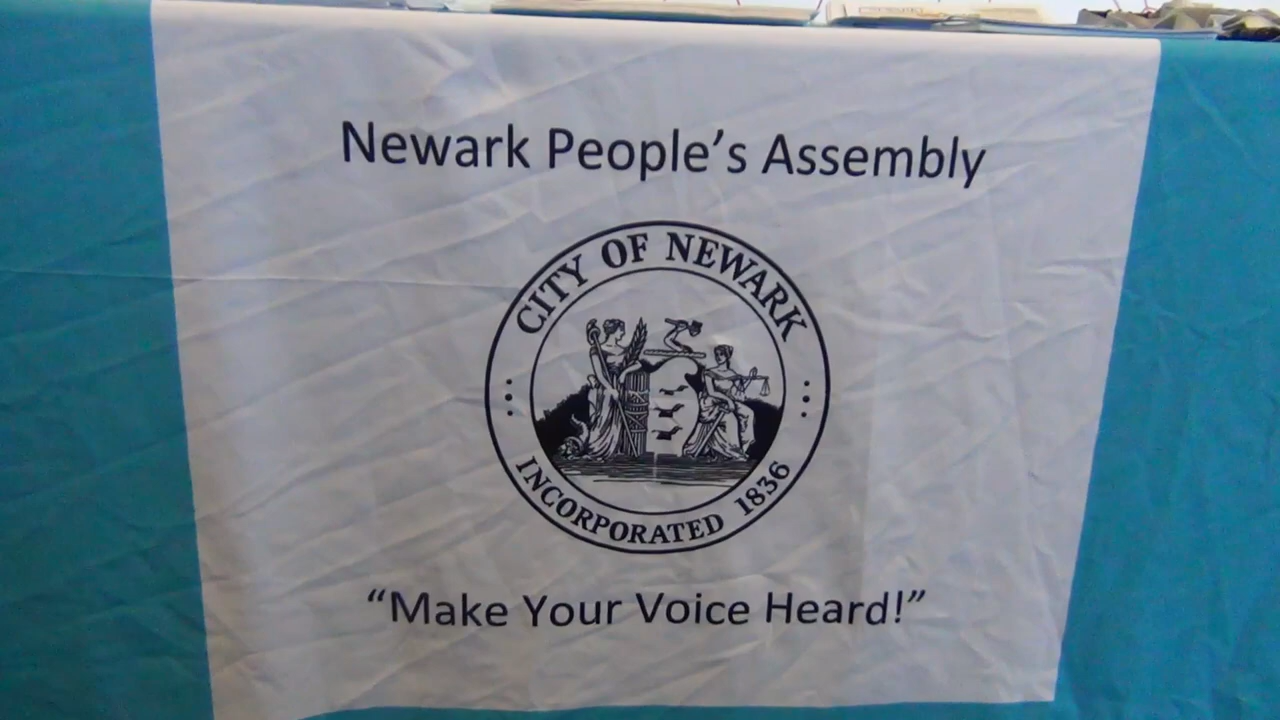 Newark People’s Assembly
CITY OF NEWARK
INCORPORATED 1836
“Make Your Voice Heard!”